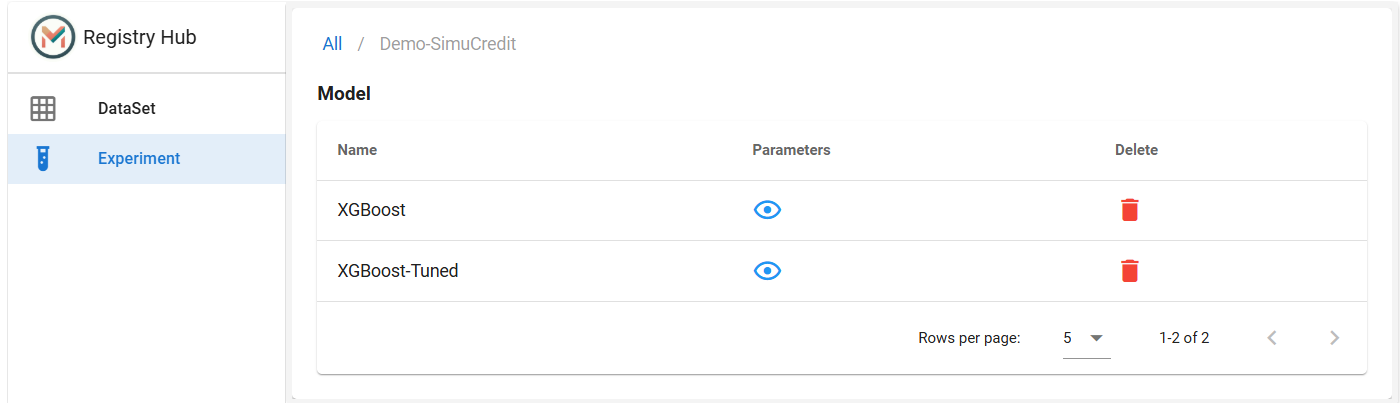 Registry Hub
DataSet
Experiment
All / Demo-SimuCredit
Model
Name Parameters Delete
XGBoost
XGBoost-Tuned
Rows per page: 5 1-2 of 2